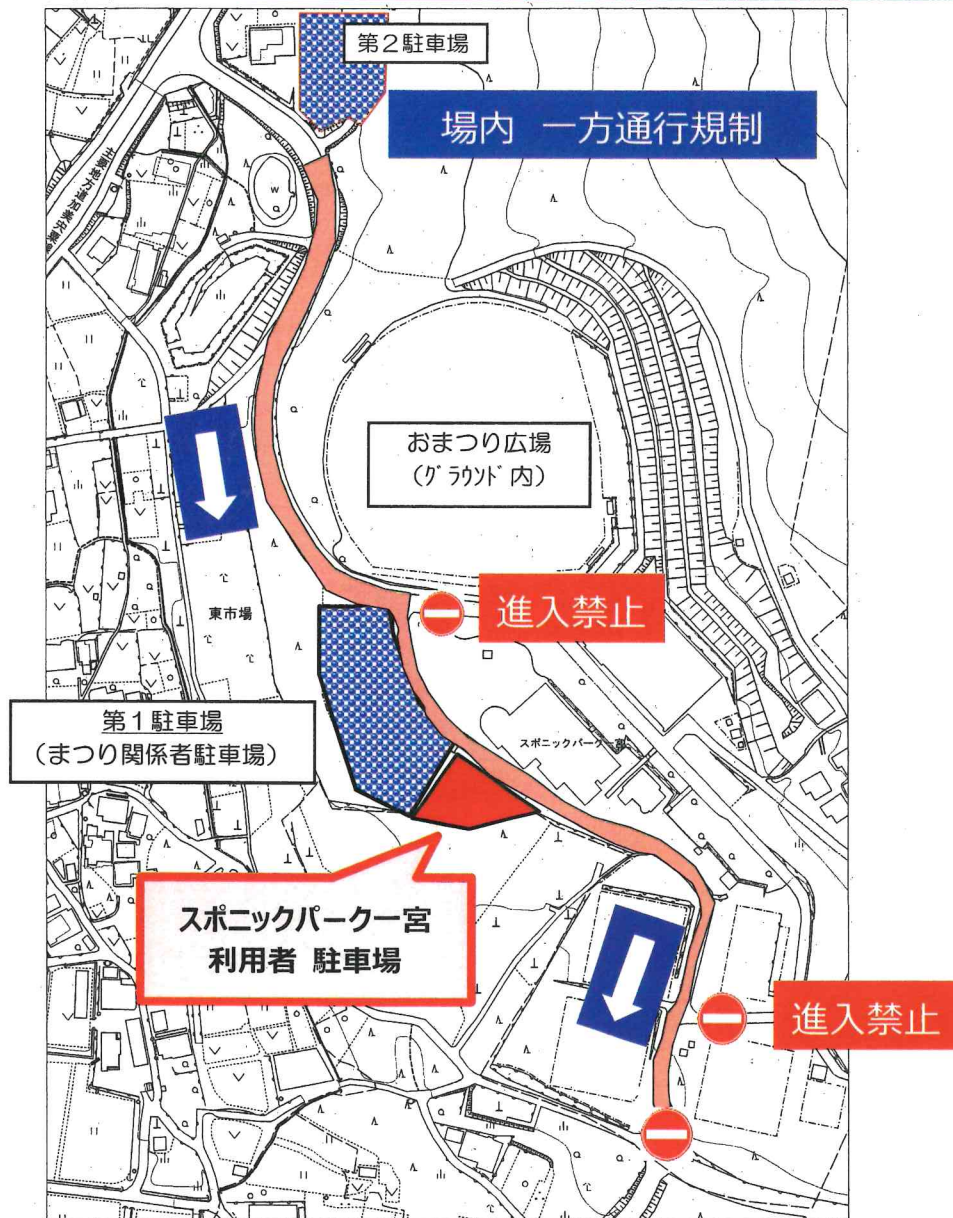 第2駐車場
場内 一方通行規制
おまつり広場
(グラウンド内)
進入禁止
東市場
第1駐車場
(まつり関係者駐車場)
スポニックパーク一宮
スポニックパーク一宮
利用者 駐車場
進入禁止